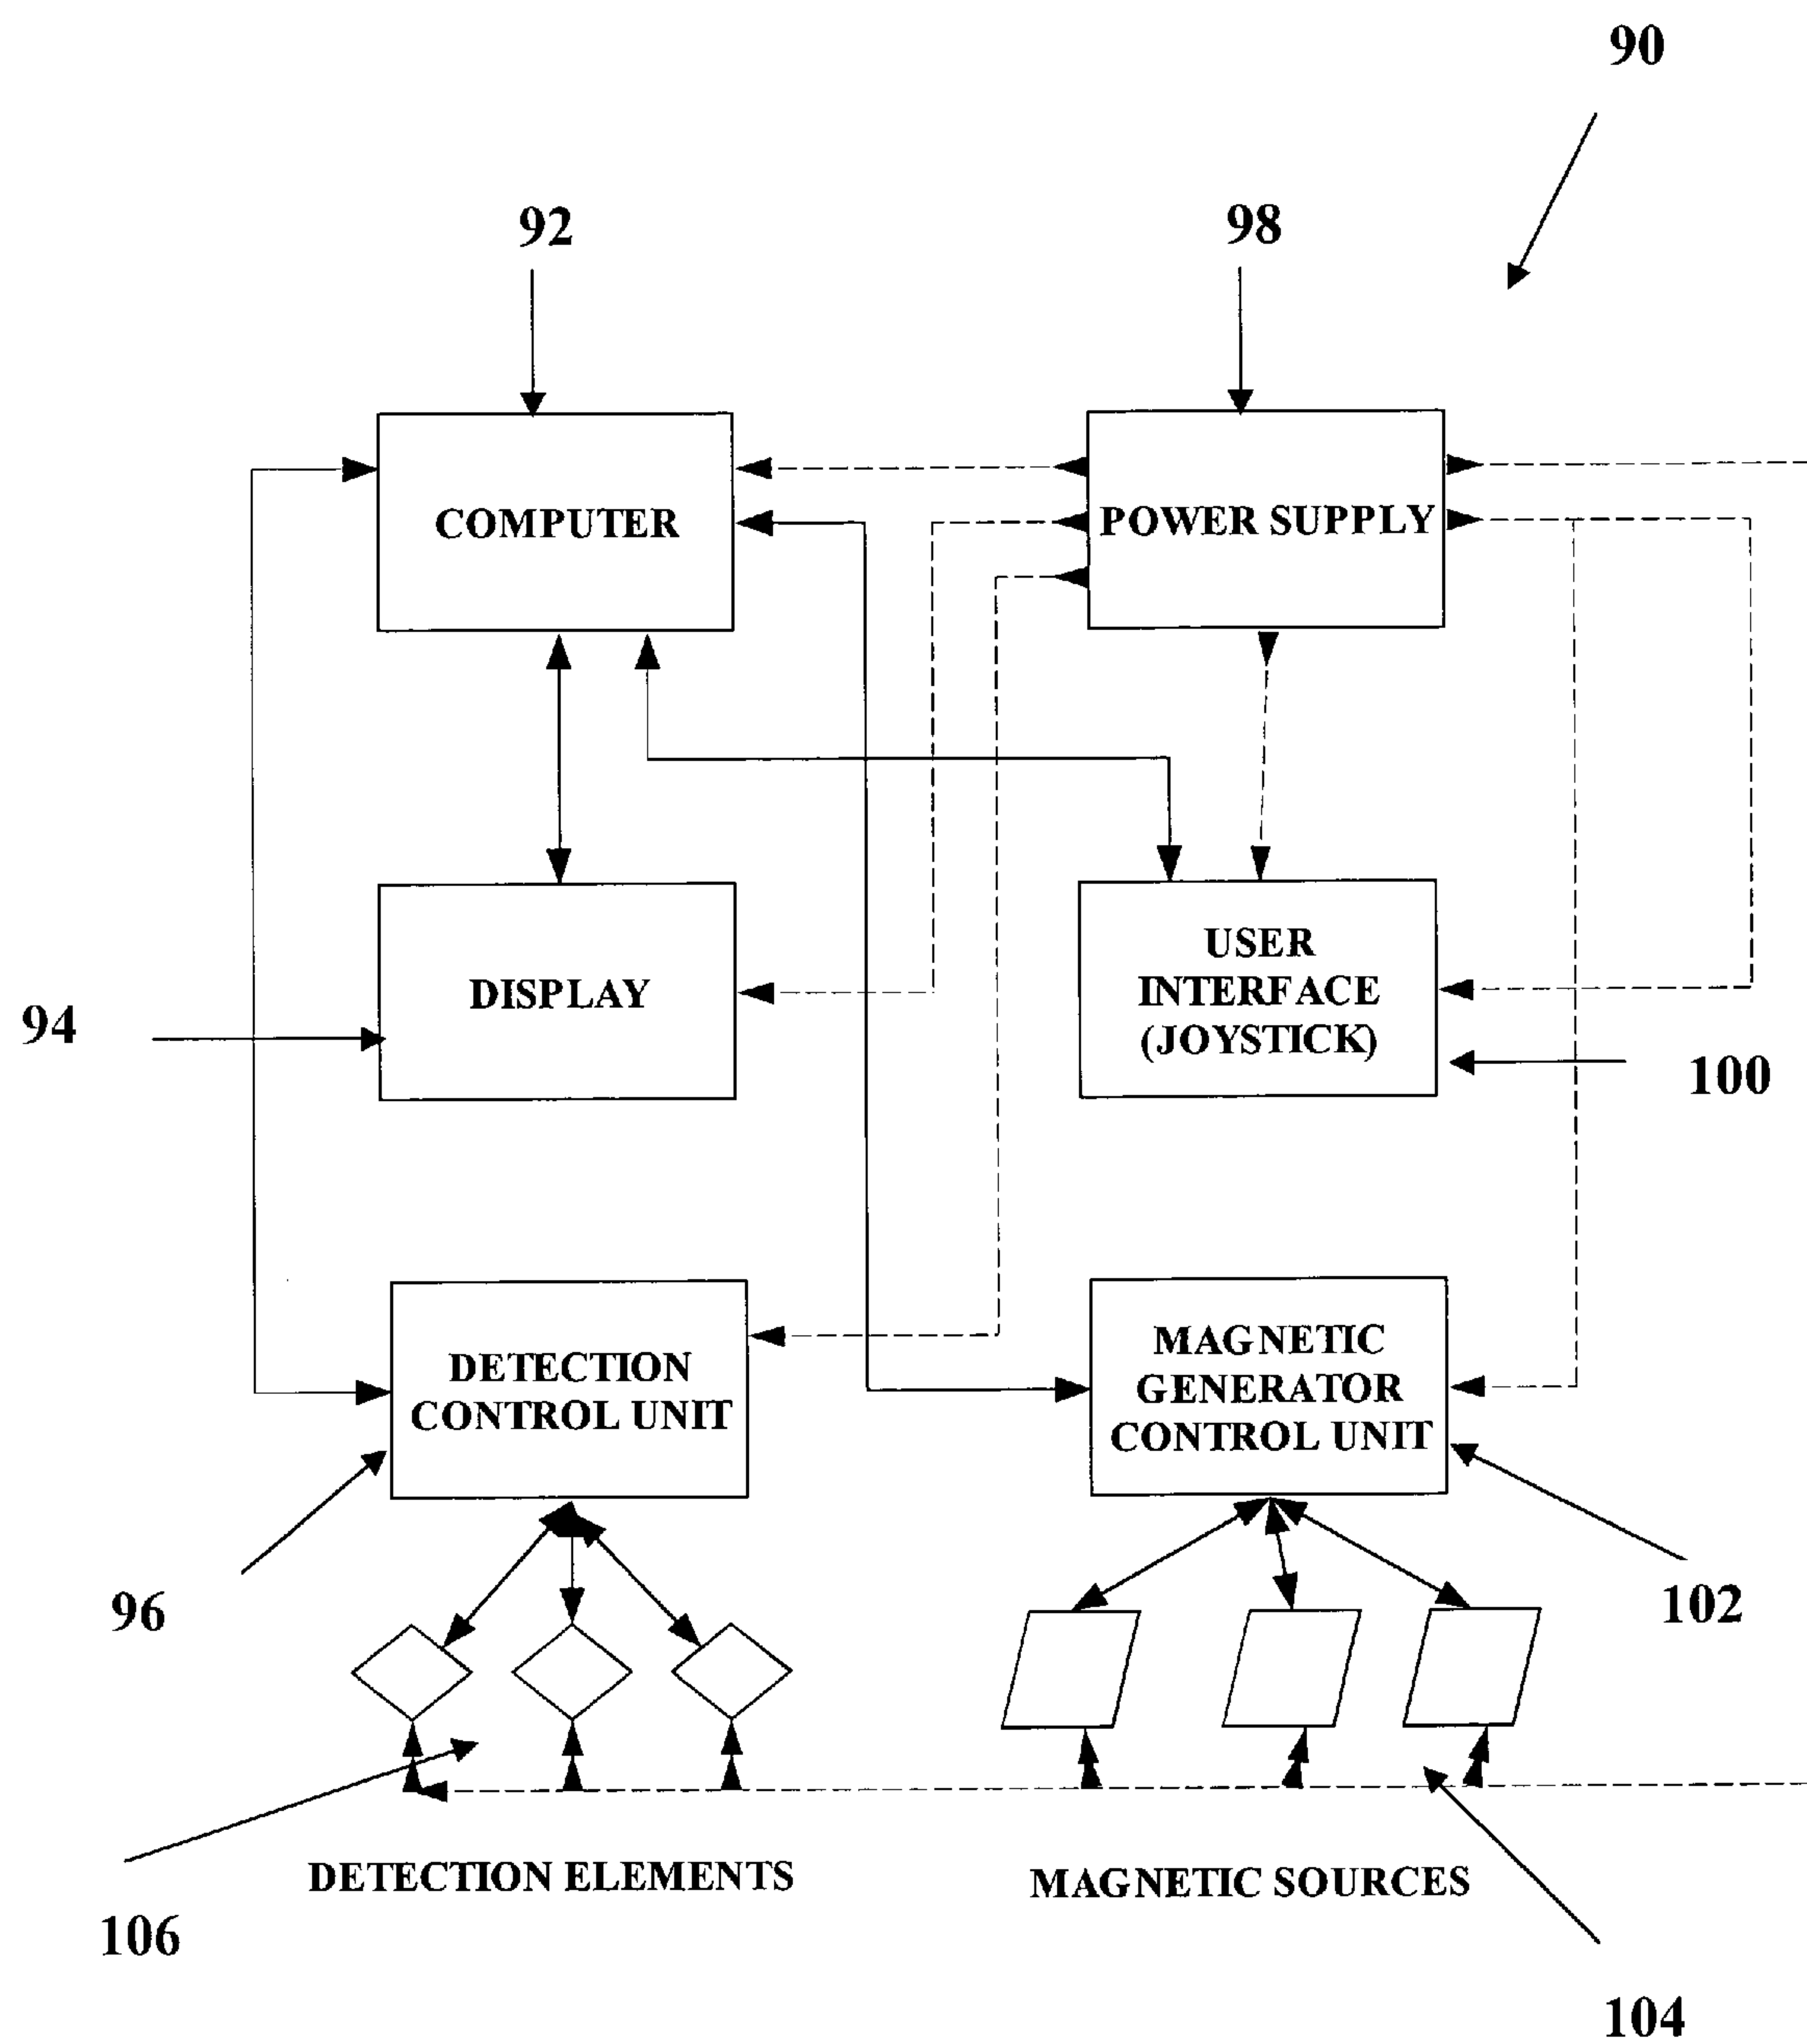 90
92
98
COMPUTER
POWER SUPPLY
DISPLAY
USER
INTERFACE
(JOYSTICK)
94
100
DETECTION
CONTROL UNIT
MAGNETIC
GENERATOR
CONTROL UNIT
96
102
DETECTION ELEMENTS
MAGNETIC SOURCES
106
104